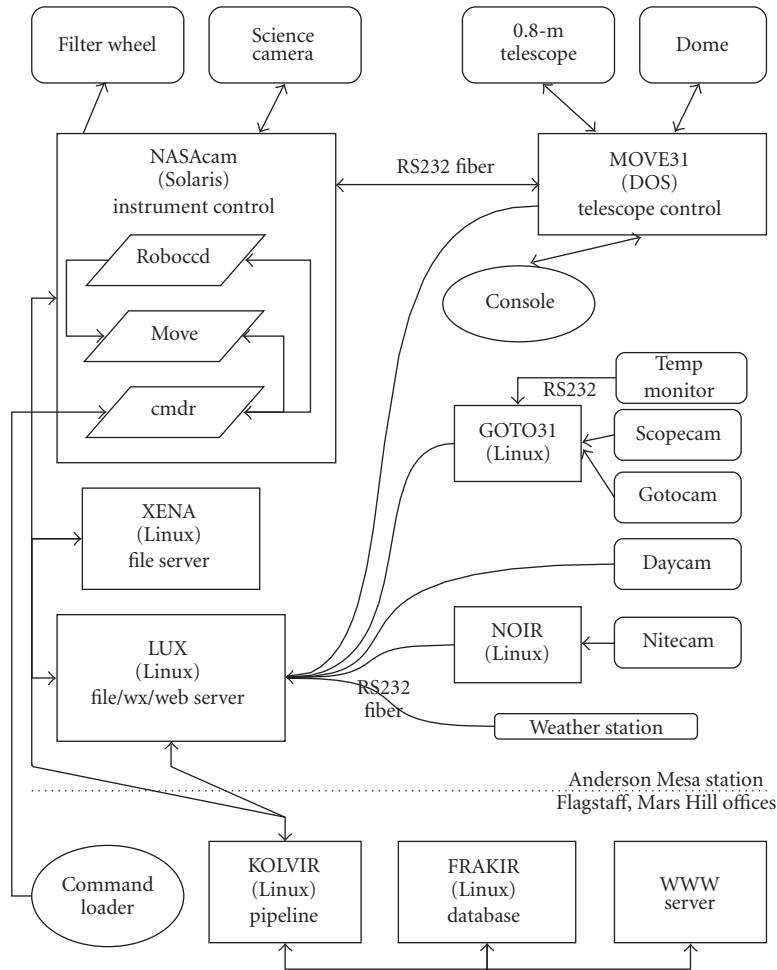 Filter wheel
Science
camera
0.8-m
telescope
Dome
NASAcam
(Solaris)
instrument control
RS232 fiber
MOVE31
(DOS)
telescope control
Roboccd
Move
cmdr
Console
Temp
monitor
RS232
GOTO31
(Linux)
Scopecam
Gotocam
XENA
(Linux)
file server
Daycam
NOIR
(Linux)
Nitecam
LUX
(Linux)
file/wx/web server
RS232
fiber
Weather station
Anderson Mesa station
Flagstaff, Mars Hill offices
Command
loader
KOLVIR
(Linux)
pipeline
FRAKIR
(Linux)
database
WWW
server